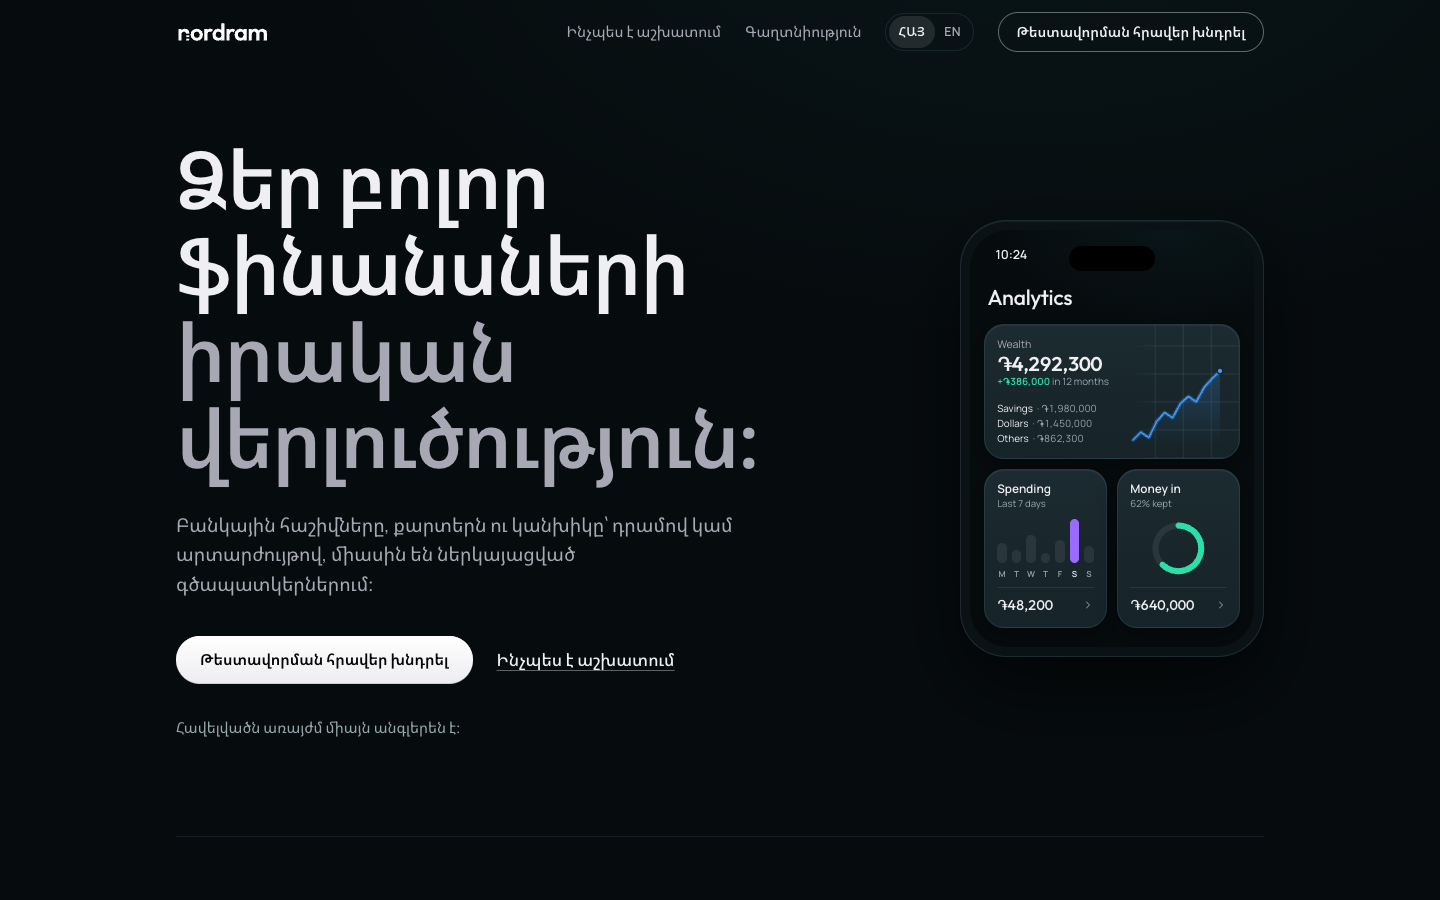 nordram
Ինչպես է աշխատում
Գաղտնիություն
ՀԱՅ
EN
Թեստավորման հրավեր խնդրել
Ձեր բոլոր
ֆինանսների
իրական
վերլուծություն:
Բանկային հաշիվները, քարտերն ու կանխիկը՝ դրամով կամ
արտարժույթով, միասին են ներկայացված
գծապատկերներում:
Թեստավորման հրավեր խնդրել
Ինչպես է աշխատում
Հավելվածն առայժմ միայն անգլերեն է:
10:24
Analytics
Wealth
֏4,292,300
+֏386,000 in 12 months
Savings · ֏1,980,000
Dollars · ֏1,450,000
Others · ֏862,300
Spending
Last 7 days
M T W T F S S
֏48,200
Money in
62% kept
֏640,000